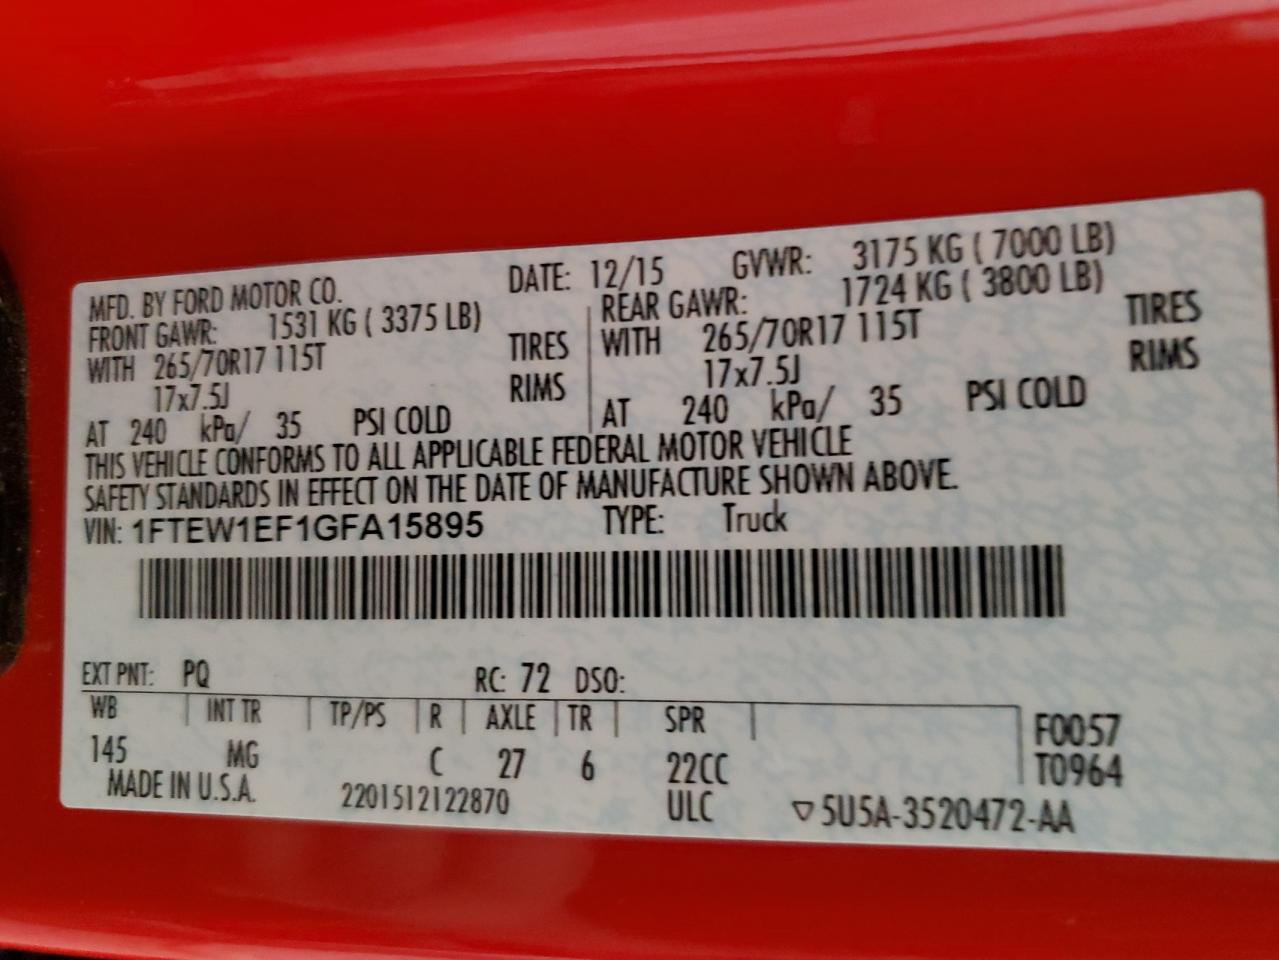 MFD. BY FORD MOTOR CO. DATE: 12/15 GVWR: 3175 KG ( 7000 LB)
FRONT GAWR: 1531 KG ( 3375 LB) REAR GAWR: 1724 KG ( 3800 LB)
WITH 265/70R17 115T TIRES WITH 265/70R17 115T TIRES
17x7.5J RIMS 17x7.5J RIMS
AT 240 kPa/ 35 PSI COLD AT 240 kPa/ 35 PSI COLD
THIS VEHICLE CONFORMS TO ALL APPLICABLE FEDERAL MOTOR VEHICLE
SAFETY STANDARDS IN EFFECT ON THE DATE OF MANUFACTURE SHOWN ABOVE.
VIN: 1FTEW1EF1GFA15895 TYPE: Truck
EXT PNT: PQ RC: 72 DSO:
WB INT TR TP/PS R AXLE TR SPR F0057
145 MG C 27 6 22CC T0964
MADE IN U.S.A. 2201512122870 ULC ▽5U5A-3520472-AA